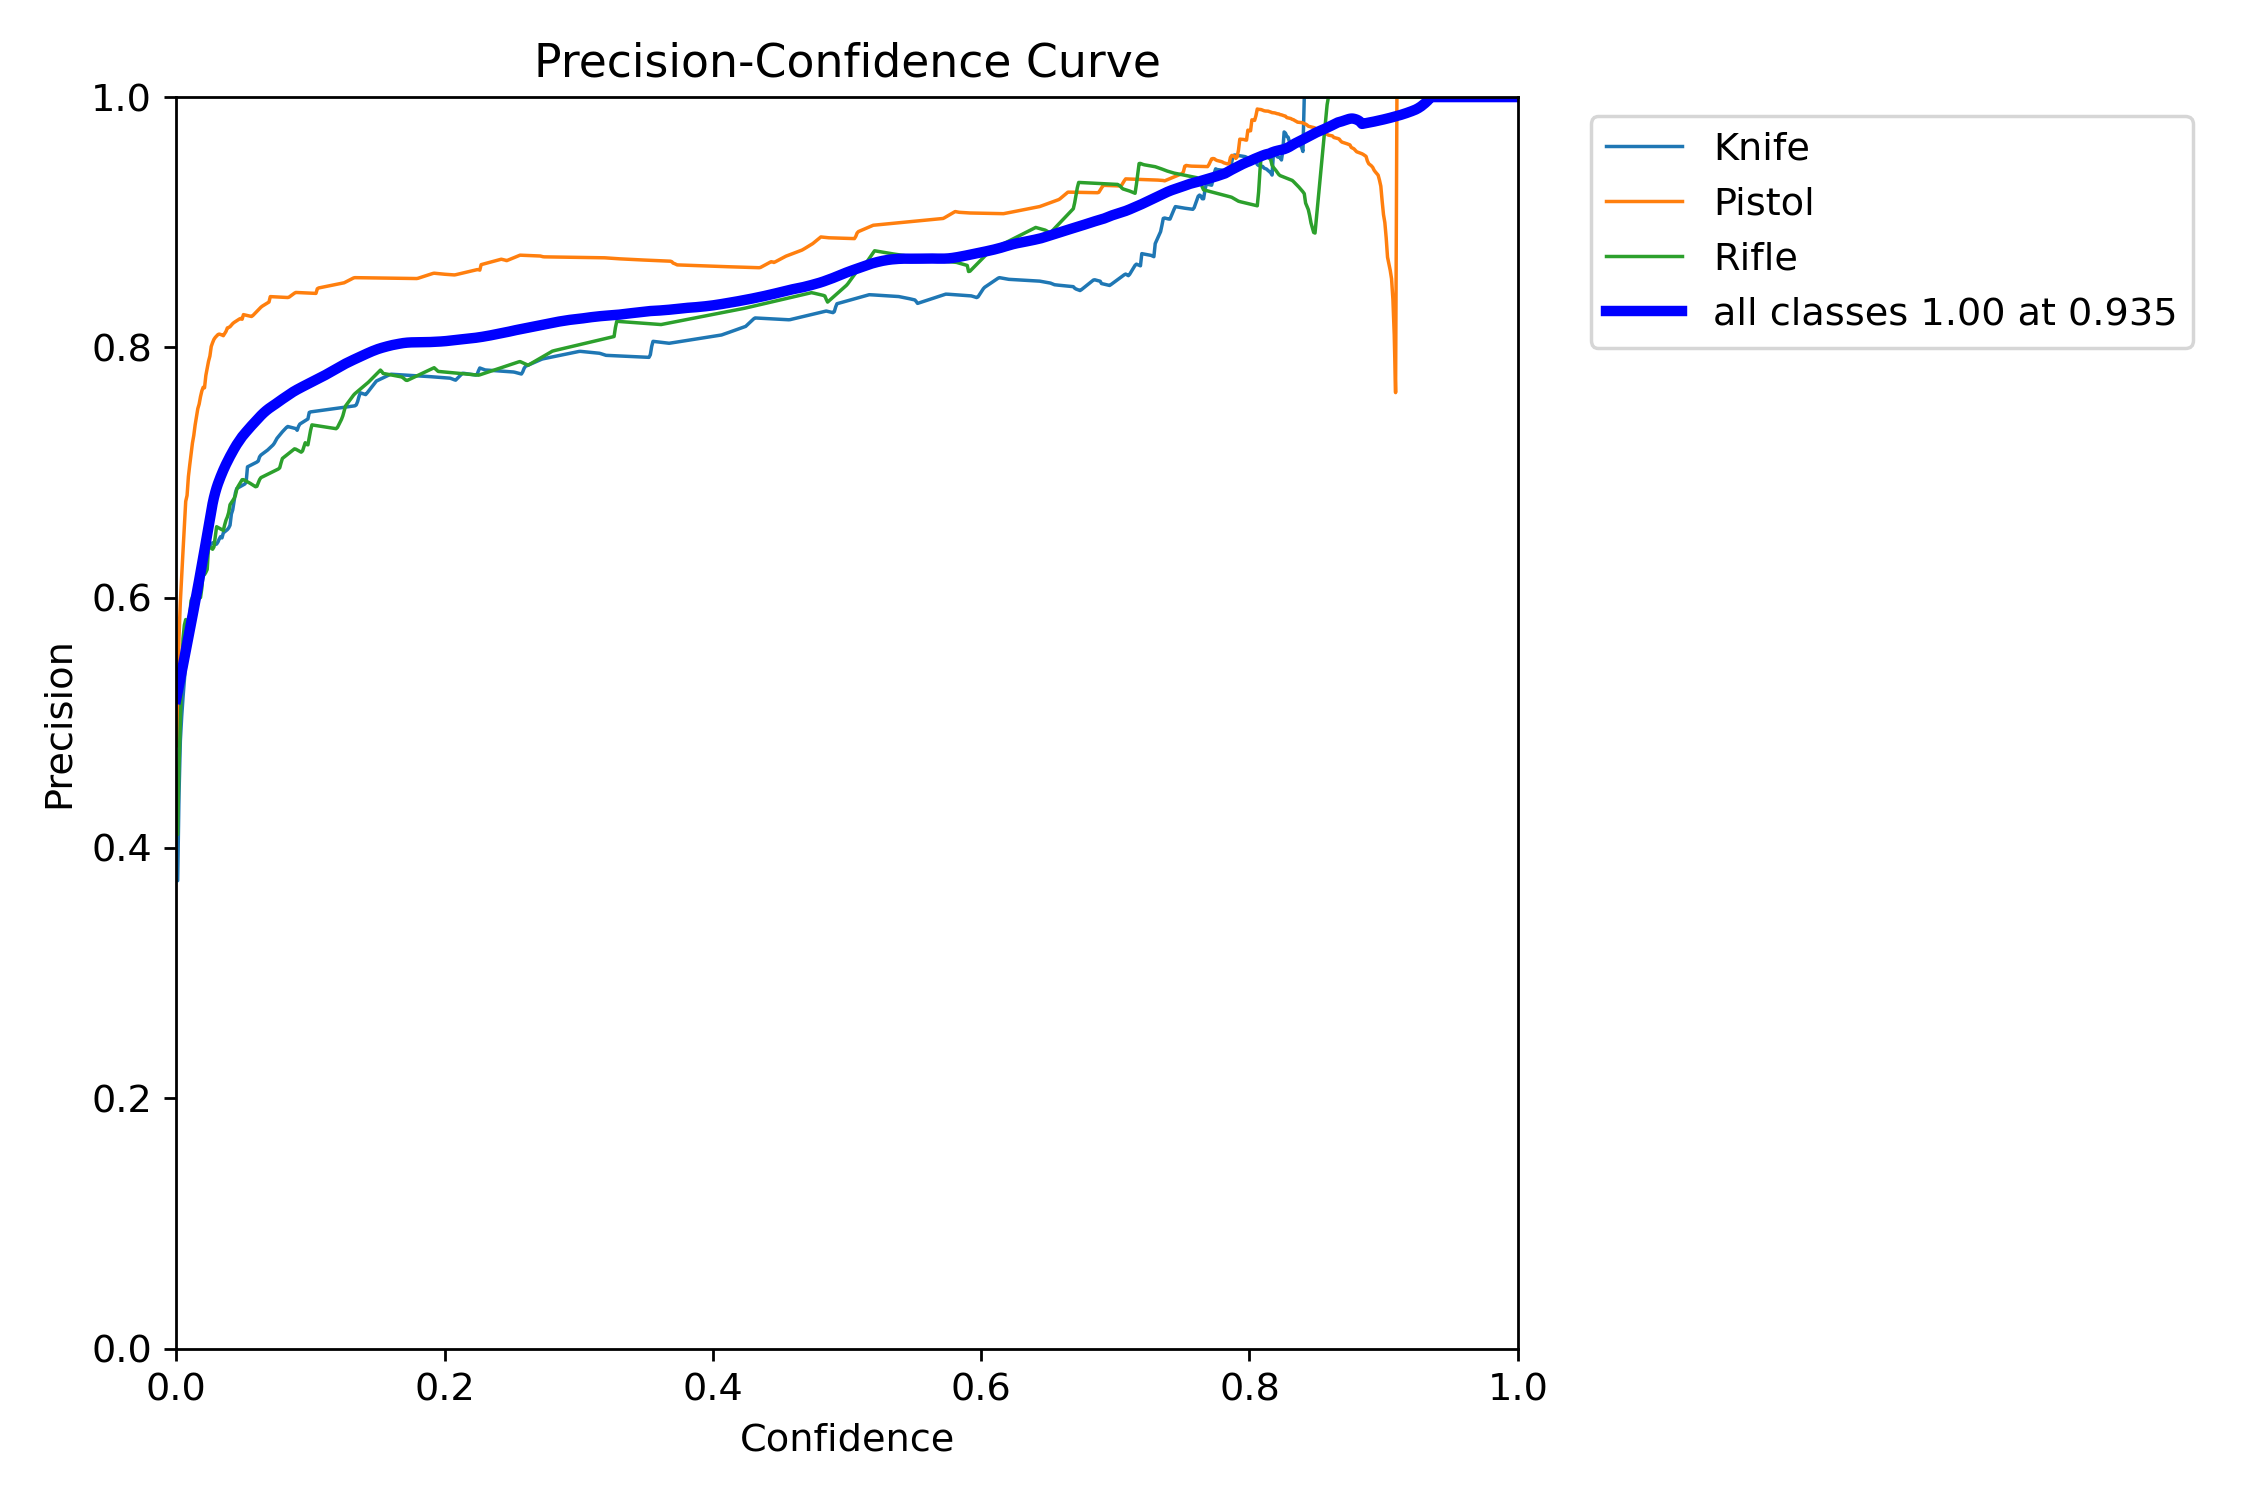 Precision-Confidence Curve
1.0
0.8
0.6
0.4
0.2
0.0
Precision
0.0 0.2 0.4 0.6 0.8 1.0
Confidence
Knife
Pistol
Rifle
all classes 1.00 at 0.935